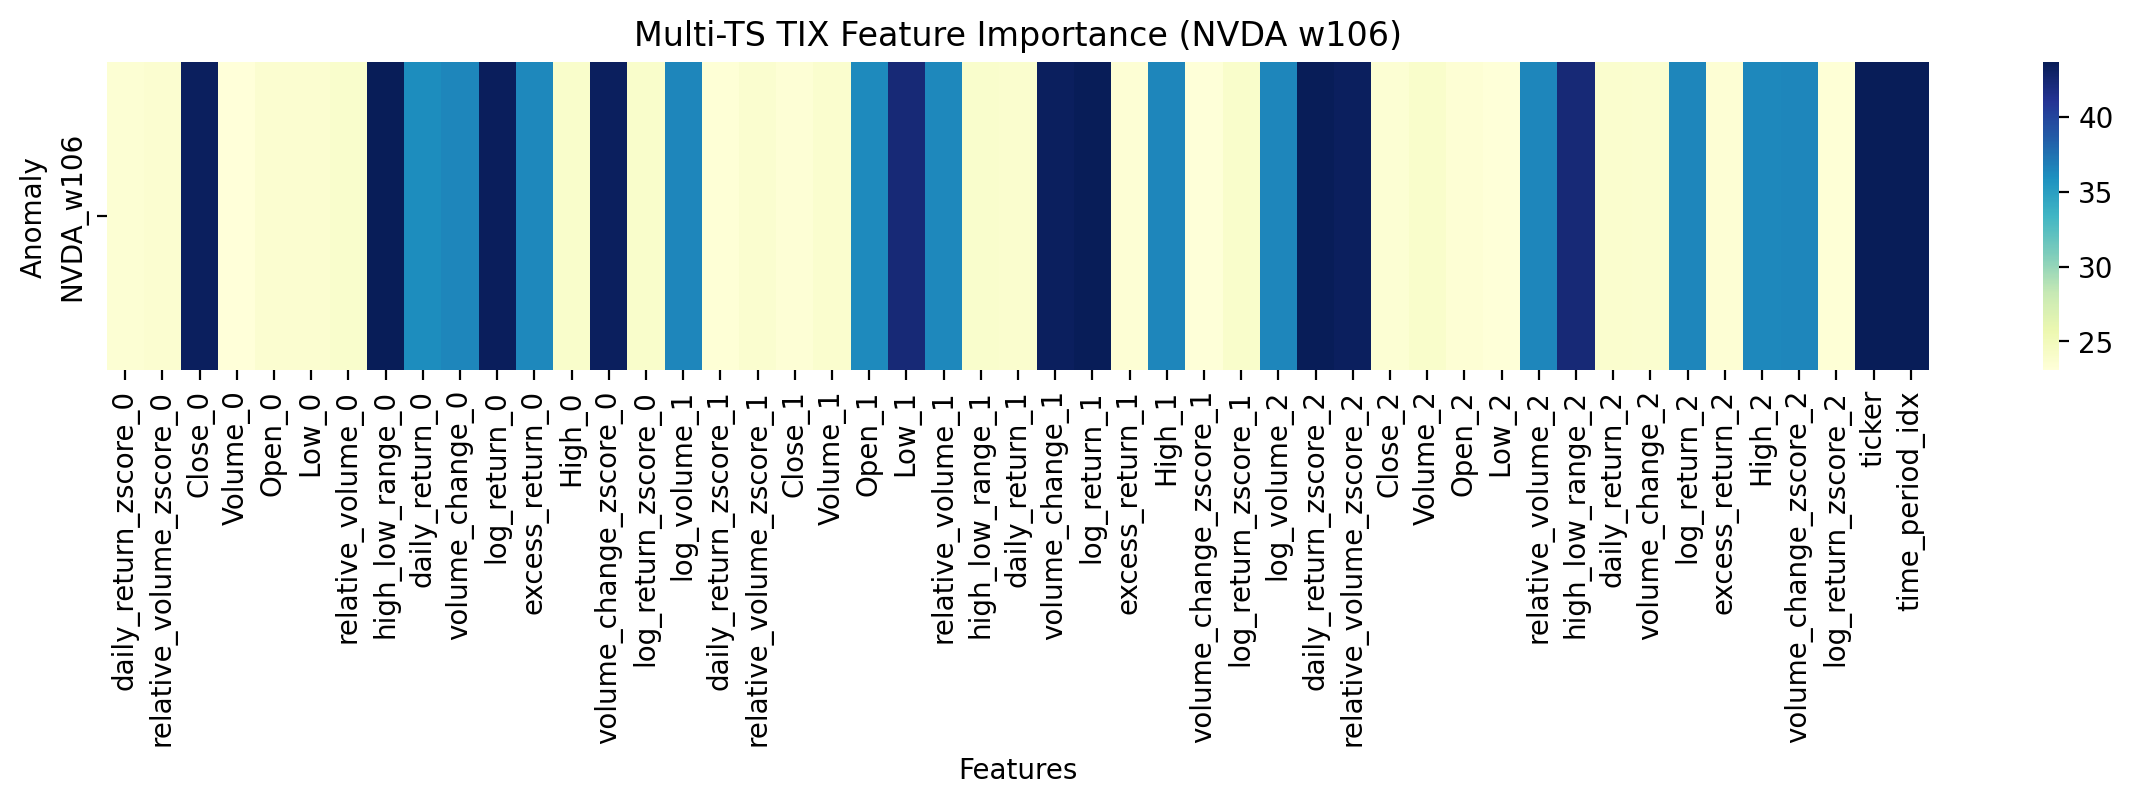 Multi-TS TIX Feature Importance (NVDA w106)
Anomaly
NVDA_w106
40
35
30
25
daily_return_zscore_0
relative_volume_zscore_0
Close_0
Volume_0
Open_0
Low_0
relative_volume_0
high_low_range_0
daily_return_0
volume_change_0
log_return_0
excess_return_0
High_0
volume_change_zscore_0
log_return_zscore_0
log_volume_1
daily_return_zscore_1
relative_volume_zscore_1
Close_1
Volume_1
Open_1
Low_1
relative_volume_1
high_low_range_1
daily_return_1
volume_change_1
log_return_1
excess_return_1
High_1
volume_change_zscore_1
log_return_zscore_1
log_volume_2
daily_return_zscore_2
relative_volume_zscore_2
Close_2
Volume_2
Open_2
Low_2
relative_volume_2
high_low_range_2
daily_return_2
volume_change_2
log_return_2
excess_return_2
High_2
volume_change_zscore_2
log_return_zscore_2
ticker
time_period_idx
Features